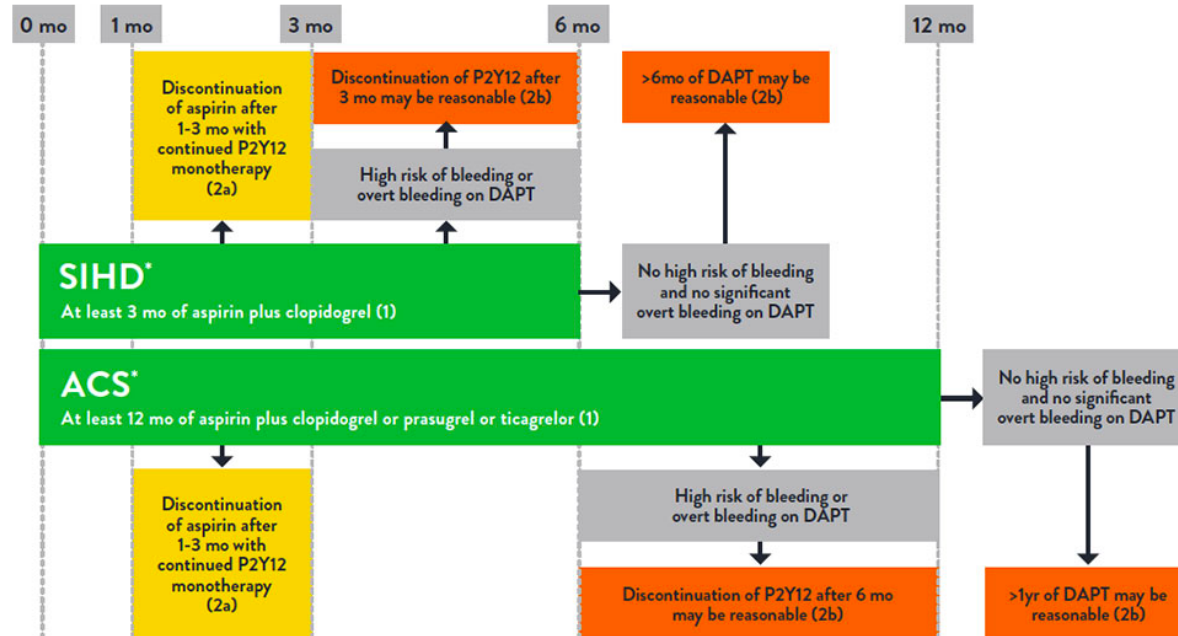 0 mo
1 mo
3 mo
6 mo
12 mo
Discontinuation
of aspirin after
1-3 mo with
continued P2Y12
monotherapy
(2a)
Discontinuation of P2Y12 after
3 mo may be reasonable (2b)
>6mo of DAPT may be
reasonable (2b)
High risk of bleeding or
overt bleeding on DAPT
SIHD*
At least 3 mo of aspirin plus clopidogrel (1)
No high risk of bleeding
and no significant
overt bleeding on DAPT
ACS*
At least 12 mo of aspirin plus clopidogrel or prasugrel or ticagrelor (1)
No high risk of bleeding
and no significant
overt bleeding on DAPT
Discontinuation
of aspirin after
1-3 mo with
continued P2Y12
monotherapy
(2a)
High risk of bleeding or
overt bleeding on DAPT
Discontinuation of P2Y12 after 6 mo
may be reasonable (2b)
>1yr of DAPT may be
reasonable (2b)